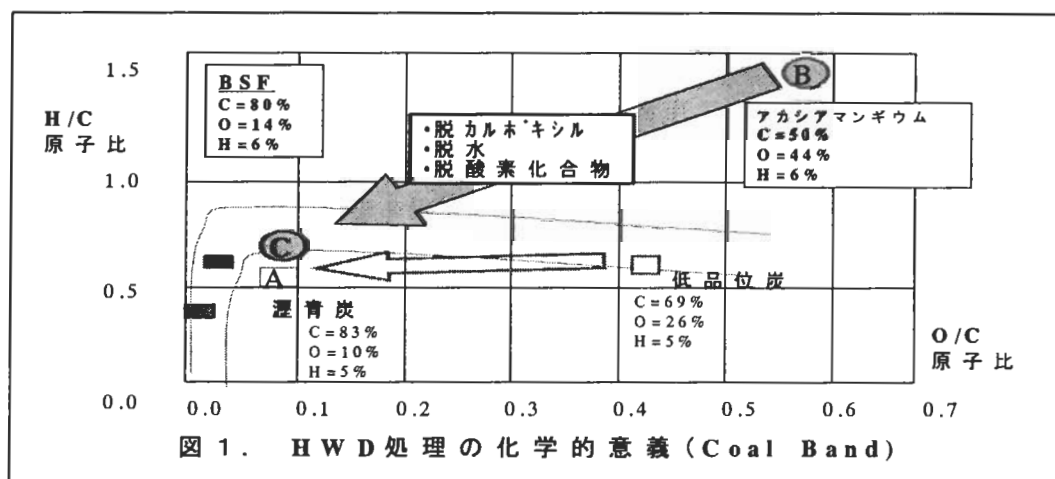 1.5
H/C
原子比
1.0
0.5
0.0
BSF
C=80%
O=14%
H=6%
・脱カルボキシル
・脱水
・脱酸素化合物
B
アカシアマンギウム
C=50%
O=44%
H=6%
C
A
瀝青炭
C=83%
O=10%
H=5%
低品位炭
C=69%
O=26%
H=5%
O/C
原子比
0.0 0.1 0.2 0.3 0.4 0.5 0.6 0.7
図1. HWD処理の化学的意義(Coal Band)